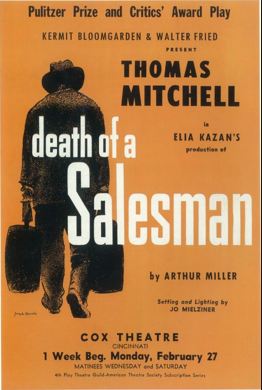 Pulitzer Prize and Critics' Award Play
KERMIT BLOOMGARDEN & WALTER FRIED
PRESENT
THOMAS
MITCHELL
in
ELIA KAZAN'S
production of
death of a
Salesman
by ARTHUR MILLER
Setting and Lighting by
JO MIELZINER
COX THEATRE
CINCINNATI
1 Week Beg. Monday, February 27
MATINEES WEDNESDAY and SATURDAY
4th Play Theatre Guild-American Theatre Society Subscription Series